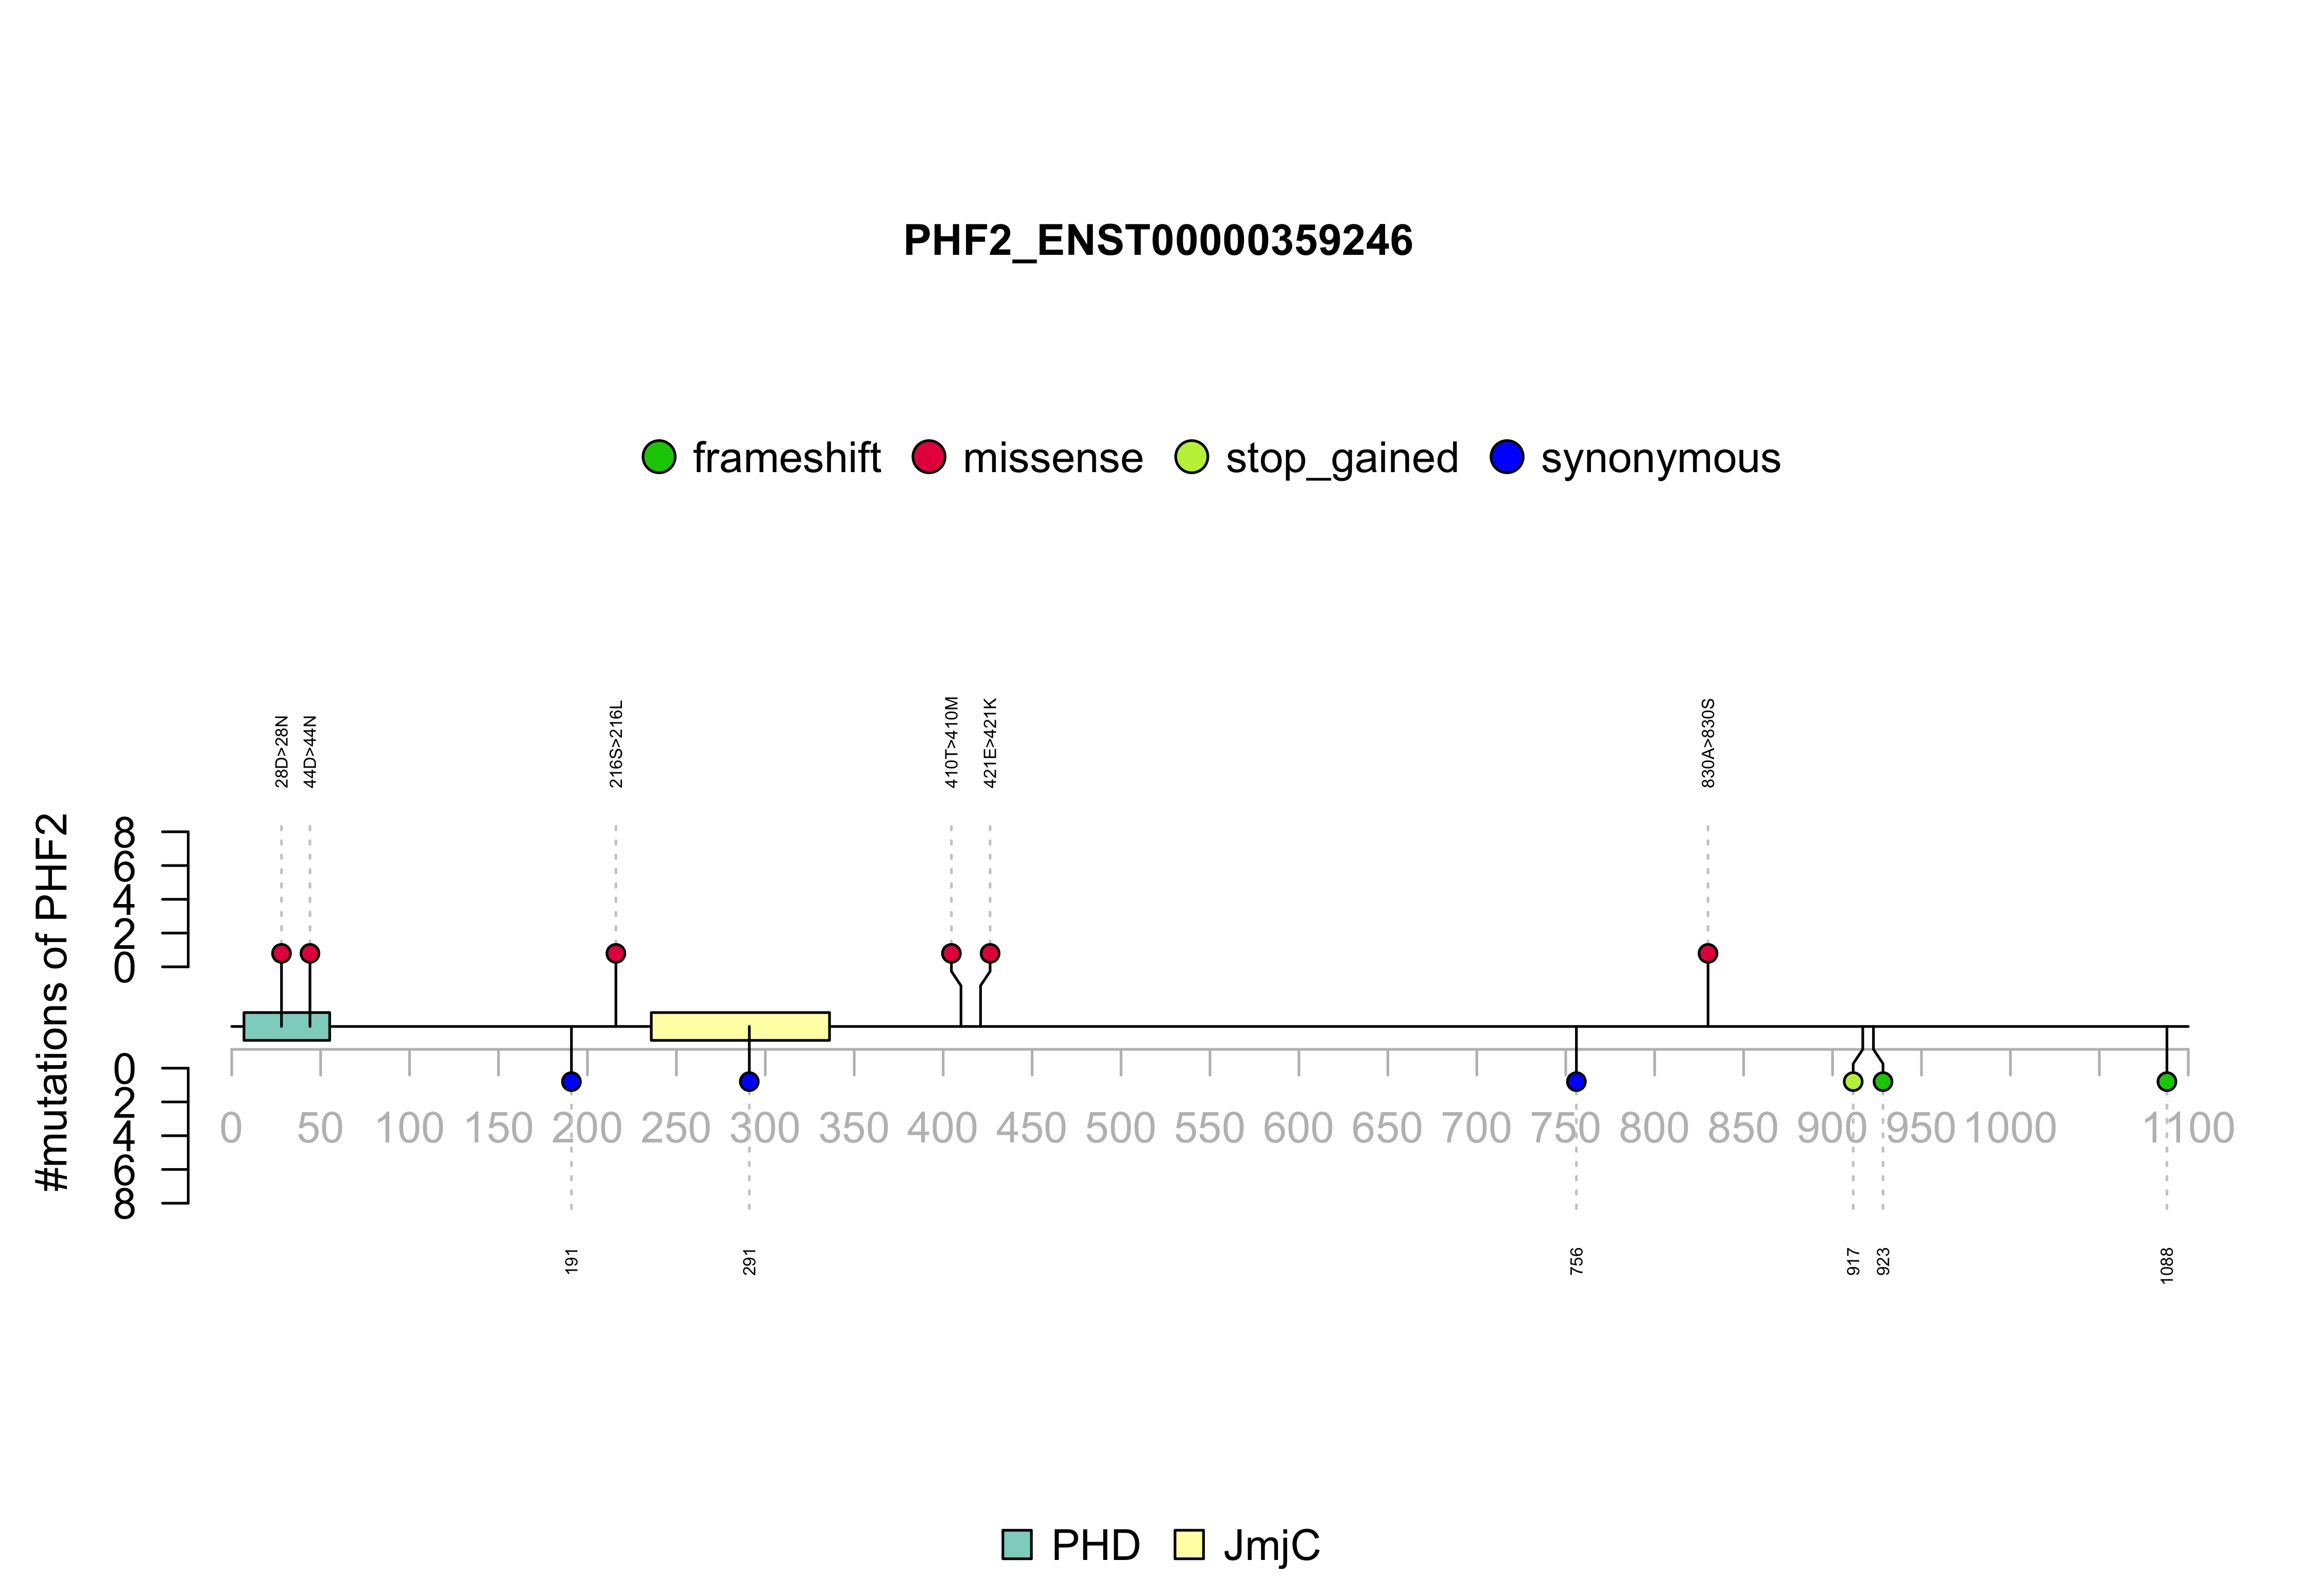 PHF2_ENST00000359246
frameshift missense stop_gained synonymous
28D>28N 44D>44N 216S>216L 410T>410M 421E>421K 830A>830S
#mutations of PHF2
8
6
4
2
0
0
2
4
6
8
0 50 100 150 200 250 300 350 400 450 500 550 600 650 700 750 800 850 900 950 1000 1100
191 291 756 917 923 1088
PHD JmjC